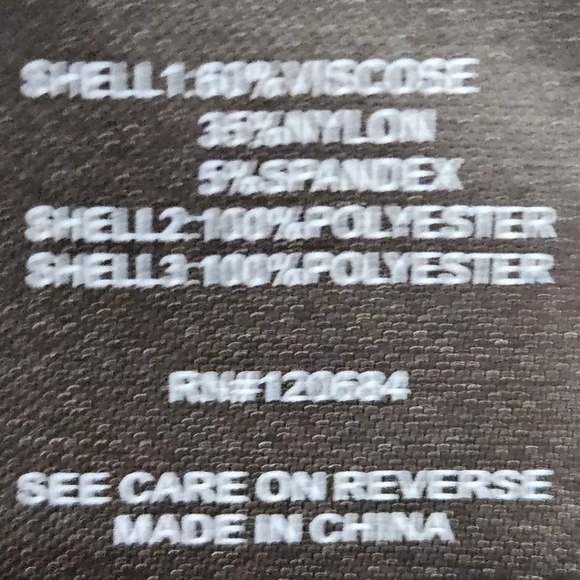 SHELL1:60%VISCOSE
35%NYLON
5%SPANDEX
SHELL2:100%POLYESTER
SHELL3:100%POLYESTER
RN#120684
SEE CARE ON REVERSE
MADE IN CHINA